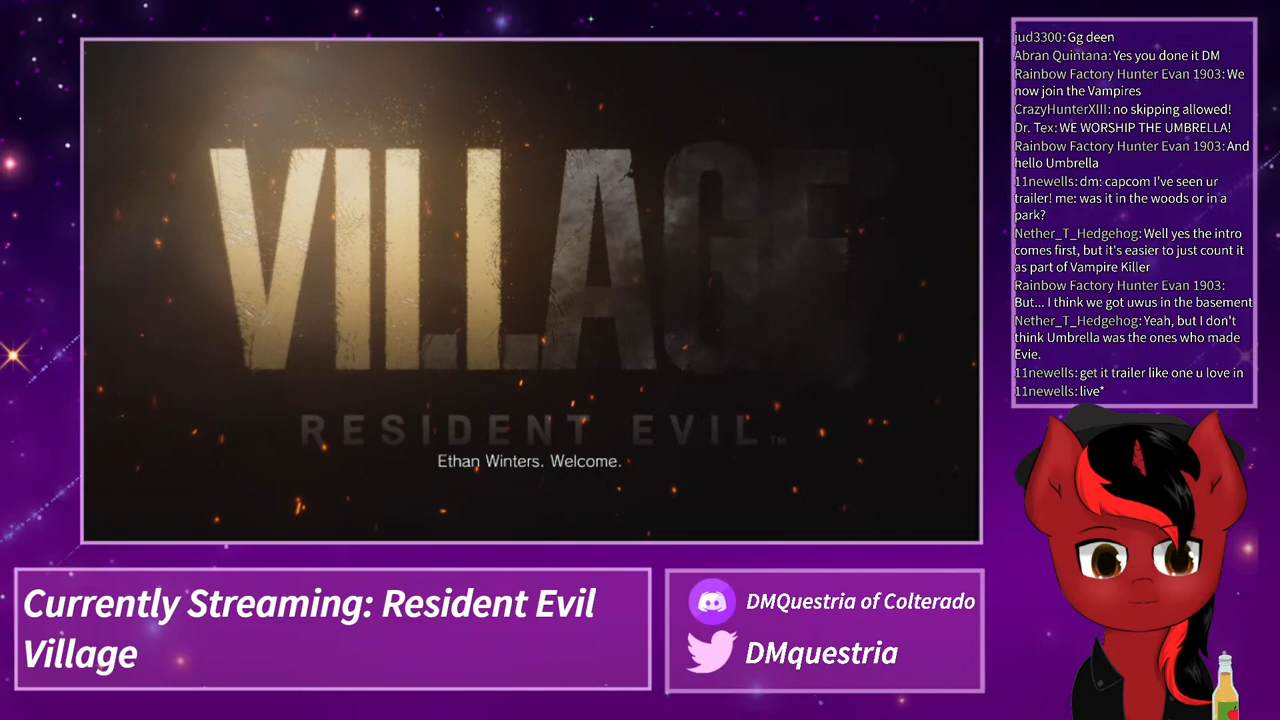 VILLAGE
RESIDENT EVIL™
Ethan Winters. Welcome.
jud3300: Gg deen
Abran Quintana: Yes you done it DM
Rainbow Factory Hunter Evan 1903: We
now join the Vampires
CrazyHunterXIII: no skipping allowed!
Dr. Tex: WE WORSHIP THE UMBRELLA!
Rainbow Factory Hunter Evan 1903: And
hello Umbrella
11newells: dm: capcom I've seen ur
trailer! me: was it in the woods or in a
park?
Nether_T_Hedgehog: Well yes the intro
comes first, but it's easier to just count it
as part of Vampire Killer
Rainbow Factory Hunter Evan 1903:
But... I think we got uwus in the basement
Nether_T_Hedgehog: Yeah, but I don't
think Umbrella was the ones who made
Evie.
11newells: get it trailer like one u love in
11newells: live*
Currently Streaming: Resident Evil
Village
DMQuestria of Colterado
DMquestria